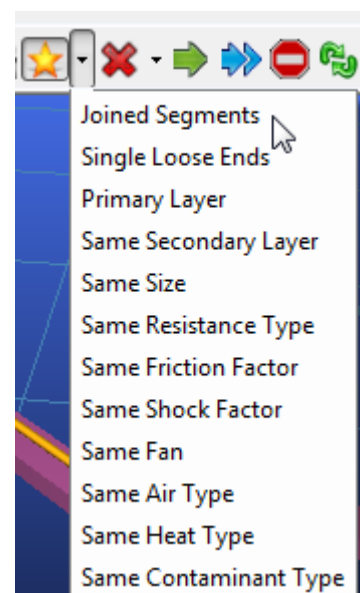 Joined Segments
Single Loose Ends
Primary Layer
Same Secondary Layer
Same Size
Same Resistance Type
Same Friction Factor
Same Shock Factor
Same Fan
Same Air Type
Same Heat Type
Same Contaminant Type